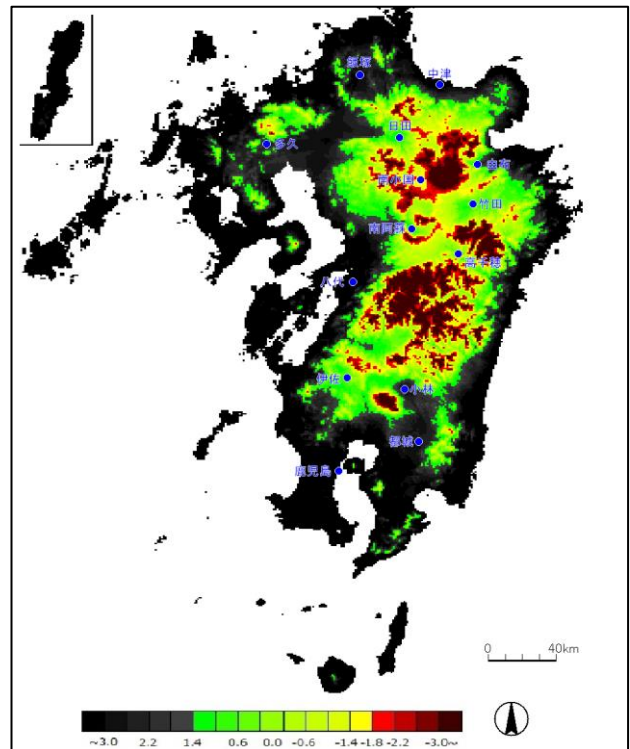 飯塚
中津
日田
多久
由布
南小国
竹田
南阿蘇
高千穂
八代
伊佐
小林
都城
鹿児島
0 40km
~3.0 2.2 1.4 0.6 0.0 -0.6 -1.4 -1.8 -2.2 -3.0~